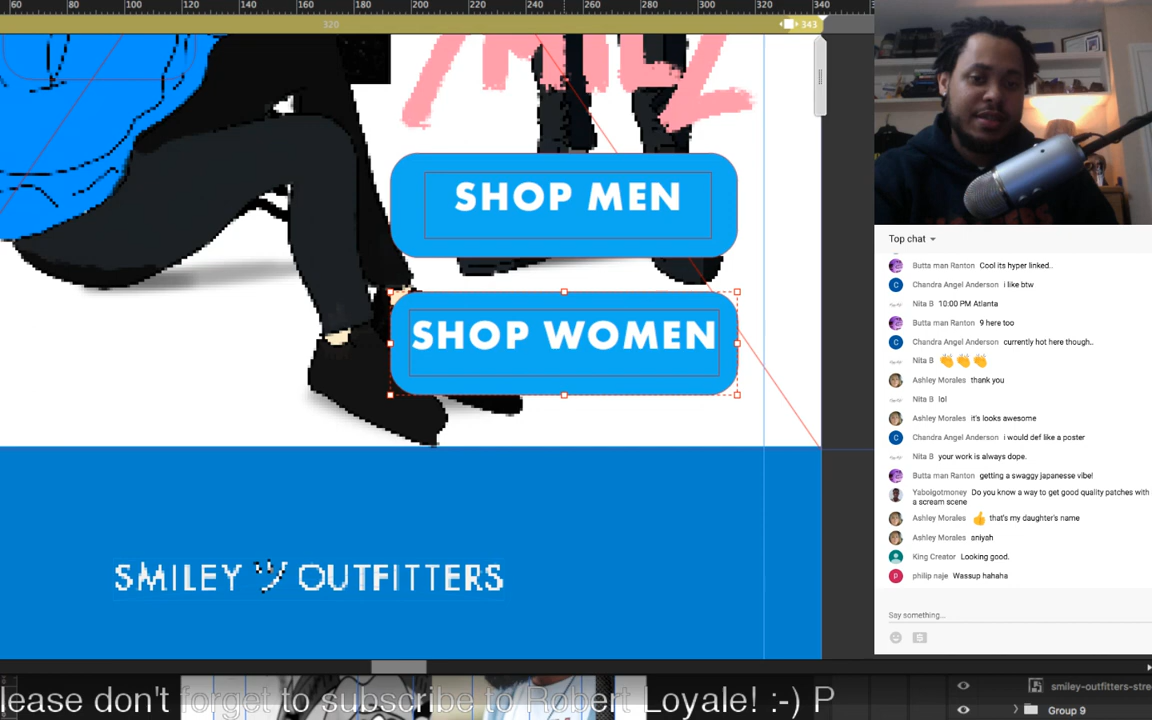 60
80
100
120
140
160
180
200
220
240
260
280
300
320
340
320
343
SMILEY
SHOP MEN
SHOP WOMEN
SMILEY ツ OUTFITTERS
Top chat
Butta man Ranton Cool its hyper linked..
C Chandra Angel Anderson i like btw
Nita B 10:00 PM Atlanta
Butta man Ranton 9 here too
C Chandra Angel Anderson currently hot here though..
Nita B 👏👏👏
Ashley Morales thank you
Nita B lol
Ashley Morales it's looks awesome
C Chandra Angel Anderson i would def like a poster
Nita B your work is always dope.
Butta man Ranton getting a swaggy japanesse vibe!
Yaboigotmoney Do you know a way to get good quality patches with
a scream scene
Ashley Morales 👍 that's my daughter's name
Ashley Morales aniyah
King Creator Looking good.
P philip naje Wassup hahaha
Say something...
lease don't forget to subscribe to Robert Loyale! :-) P
smiley-outfitters-stre
Group 9